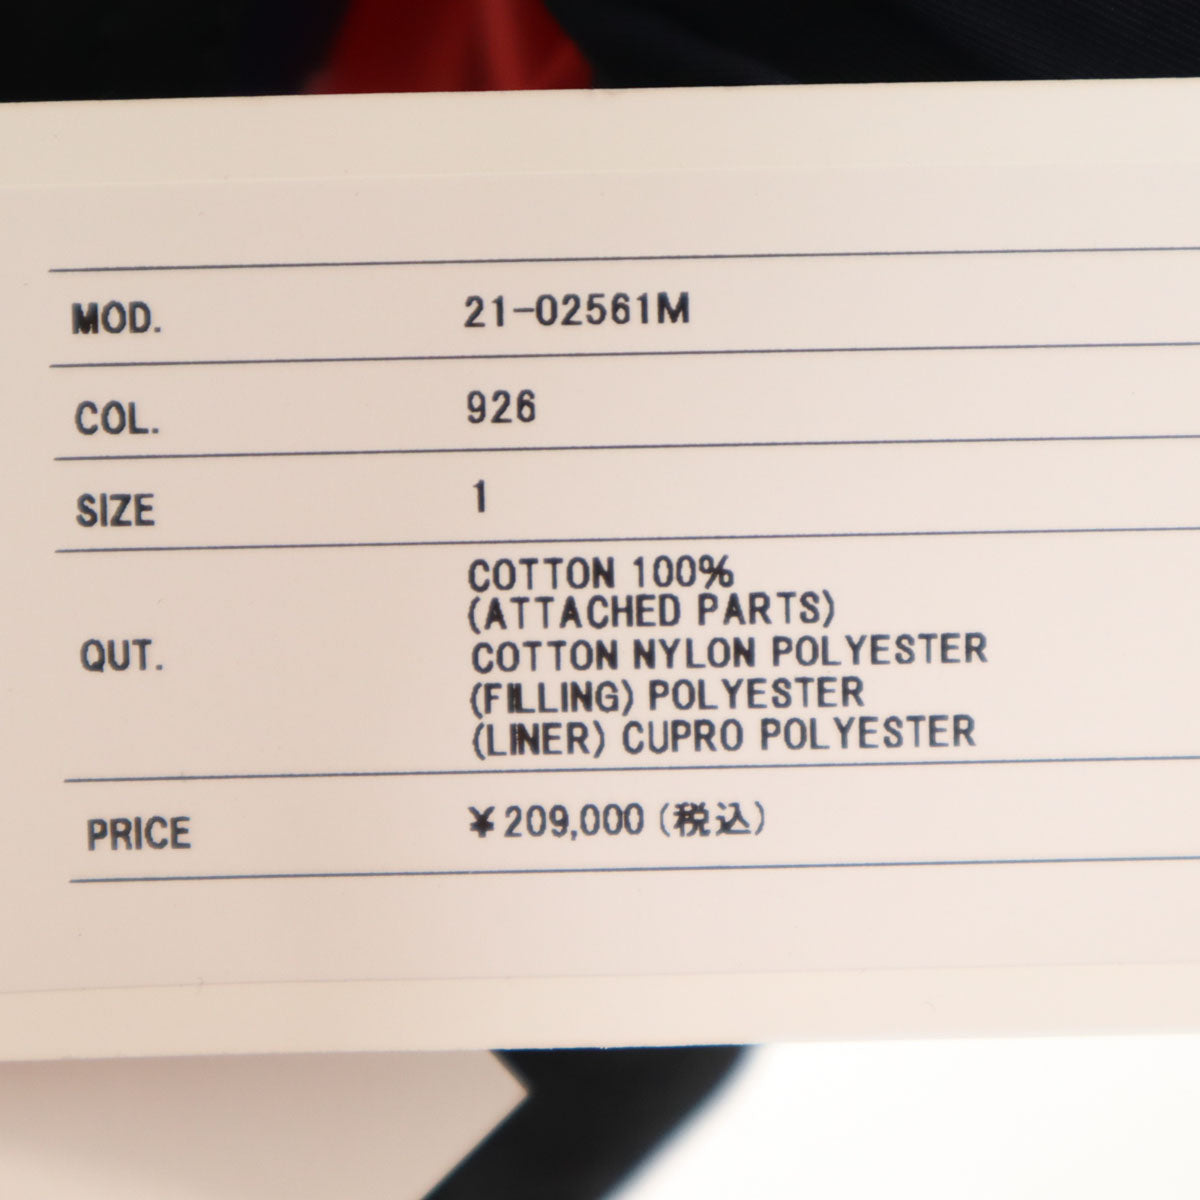 MOD. 21-02561M
COL. 926
SIZE 1
QUT. COTTON 100%
(ATTACHED PARTS)
COTTON NYLON POLYESTER
(FILLING) POLYESTER
(LINER) CUPRO POLYESTER
PRICE ¥209,000(税込)